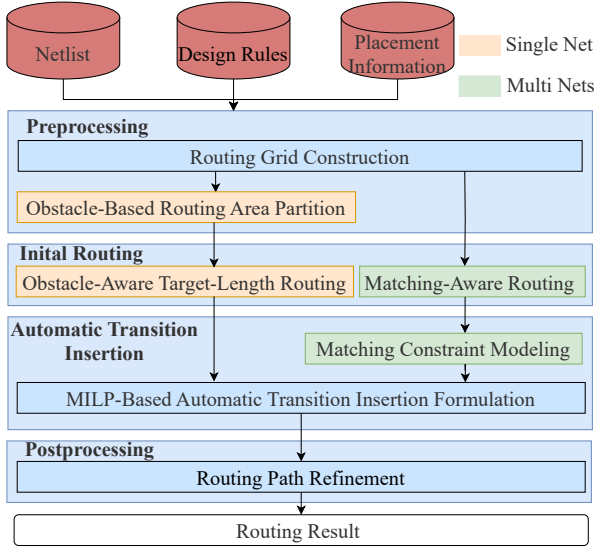 Netlist
Design Rules
Placement
Information
Single Net
Multi Nets
Preprocessing
Routing Grid Construction
Obstacle-Based Routing Area Partition
Inital Routing
Obstacle-Aware Target-Length Routing
Matching-Aware Routing
Automatic Transition
Insertion
Matching Constraint Modeling
MILP-Based Automatic Transition Insertion Formulation
Postprocessing
Routing Path Refinement
Routing Result